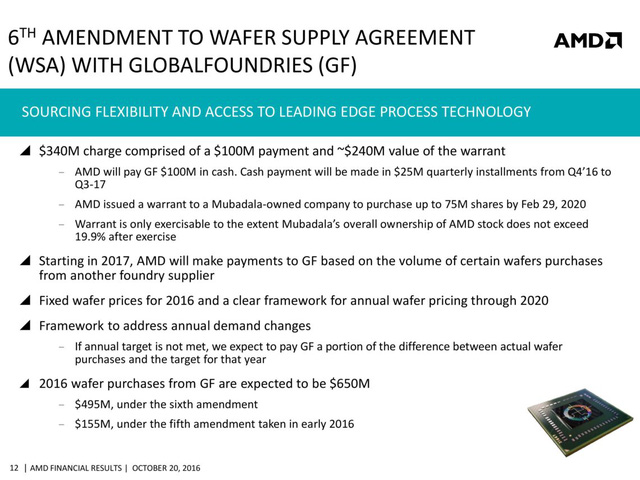 6TH AMENDMENT TO WAFER SUPPLY AGREEMENT
(WSA) WITH GLOBALFOUNDRIES (GF)
AMD
SOURCING FLEXIBILITY AND ACCESS TO LEADING EDGE PROCESS TECHNOLOGY
$340M charge comprised of a $100M payment and ~$240M value of the warrant
– AMD will pay GF $100M in cash. Cash payment will be made in $25M quarterly installments from Q4'16 to
Q3-17
– AMD issued a warrant to a Mubadala-owned company to purchase up to 75M shares by Feb 29, 2020
– Warrant is only exercisable to the extent Mubadala's overall ownership of AMD stock does not exceed
19.9% after exercise
Starting in 2017, AMD will make payments to GF based on the volume of certain wafers purchases
from another foundry supplier
Fixed wafer prices for 2016 and a clear framework for annual wafer pricing through 2020
Framework to address annual demand changes
– If annual target is not met, we expect to pay GF a portion of the difference between actual wafer
purchases and the target for that year
2016 wafer purchases from GF are expected to be $650M
– $495M, under the sixth amendment
– $155M, under the fifth amendment taken in early 2016
12 | AMD FINANCIAL RESULTS | OCTOBER 20, 2016